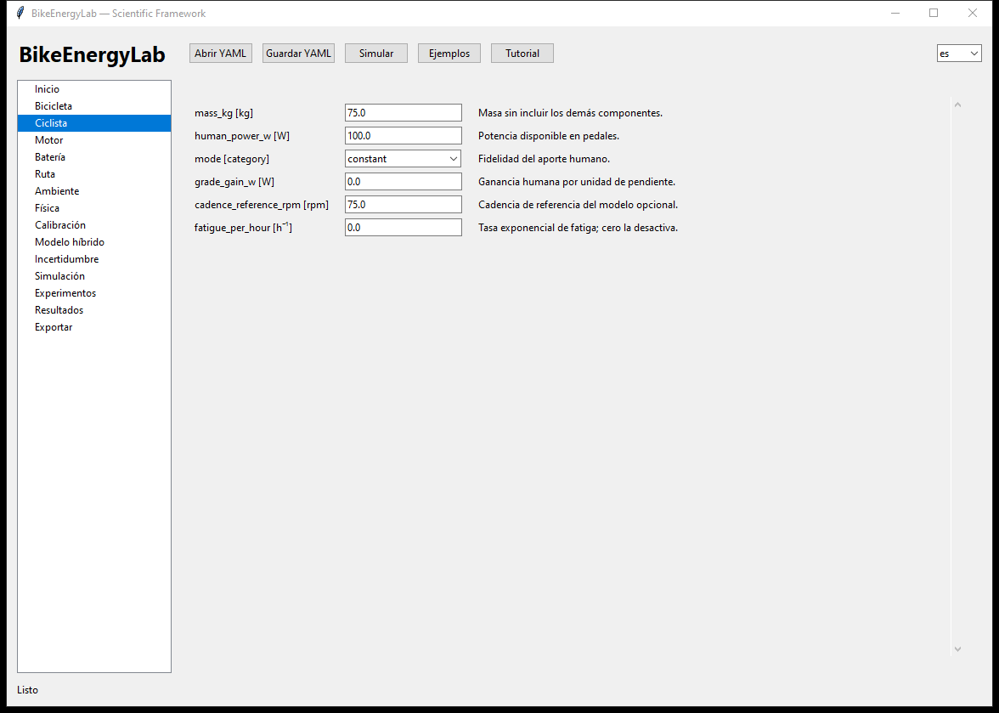 BikeEnergyLab — Scientific Framework
BikeEnergyLab Abrir YAML Guardar YAML Simular Ejemplos Tutorial es
Inicio
Bicicleta
Ciclista
Motor
Batería
Ruta
Ambiente
Física
Calibración
Modelo híbrido
Incertidumbre
Simulación
Experimentos
Resultados
Exportar
mass_kg [kg] 75.0 Masa sin incluir los demás componentes.
human_power_w [W] 100.0 Potencia disponible en pedales.
mode [category] constant Fidelidad del aporte humano.
grade_gain_w [W] 0.0 Ganancia humana por unidad de pendiente.
cadence_reference_rpm [rpm] 75.0 Cadencia de referencia del modelo opcional.
fatigue_per_hour [h⁻¹] 0.0 Tasa exponencial de fatiga; cero la desactiva.
Listo